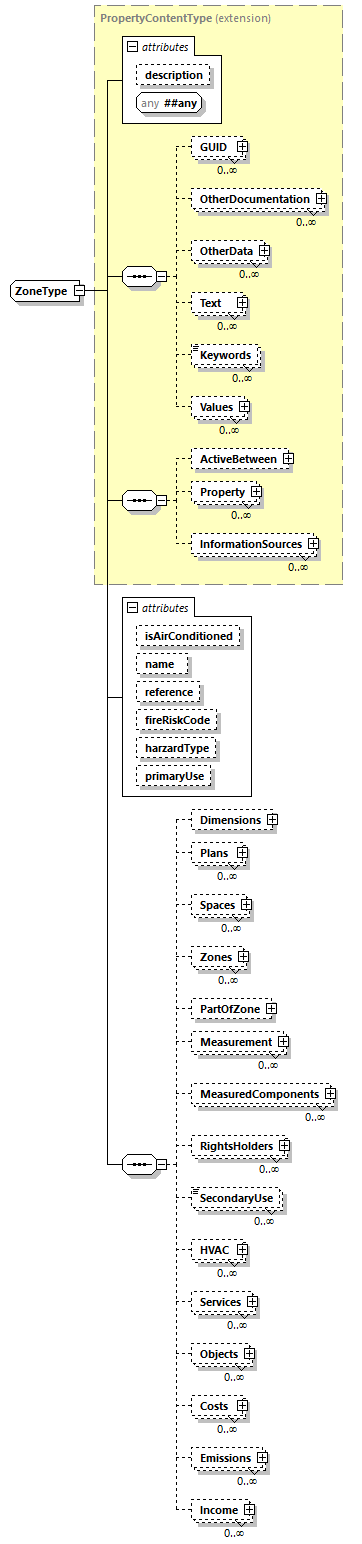 PropertyContentType (extension)
attributes
description
any ##any
GUID
0..∞
OtherDocumentation
0..∞
OtherData
0..∞
ZoneType
Text
0..∞
Keywords
0..∞
Values
0..∞
ActiveBetween
Property
0..∞
InformationSources
0..∞
attributes
isAirConditioned
name
reference
fireRiskCode
harzardType
primaryUse
Dimensions
Plans
0..∞
Spaces
0..∞
Zones
0..∞
PartOfZone
Measurement
0..∞
MeasuredComponents
0..∞
RightsHolders
0..∞
SecondaryUse
0..∞
HVAC
0..∞
Services
0..∞
Objects
0..∞
Costs
0..∞
Emissions
0..∞
Income
0..∞